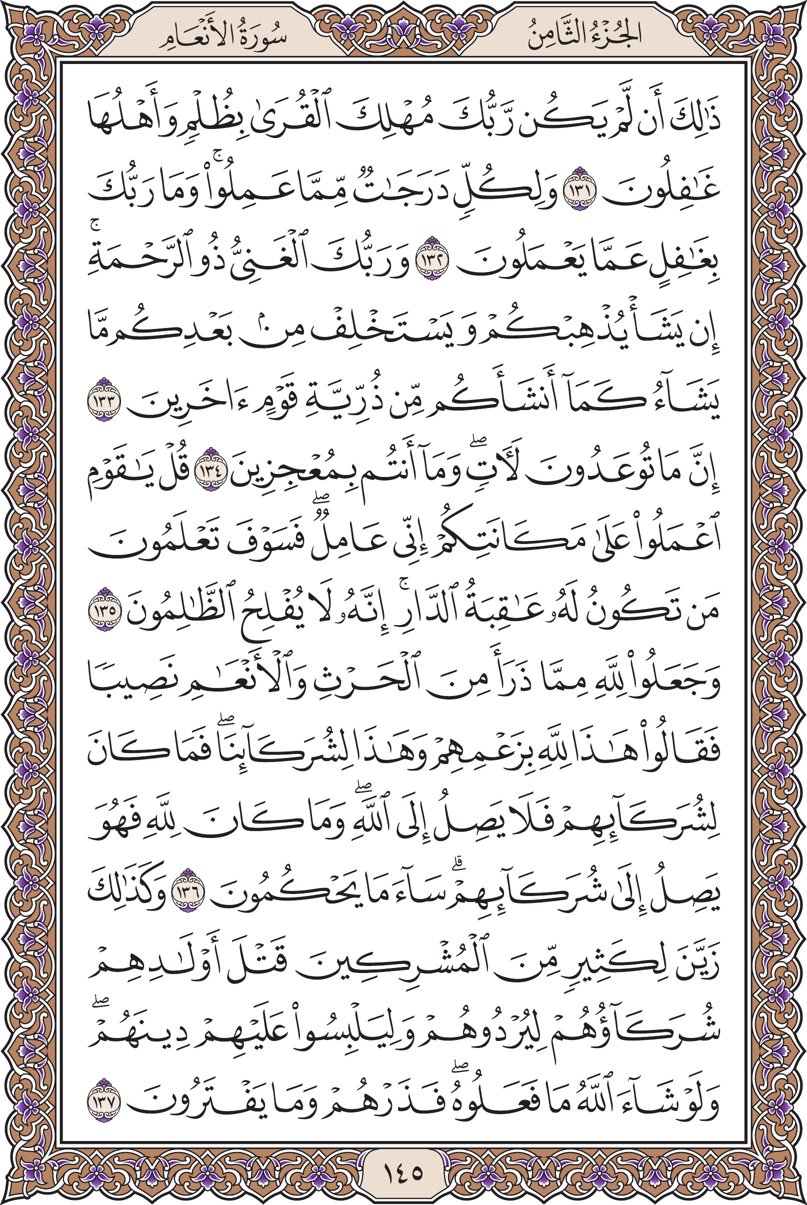 الجُزْءُ الثَّامِنُ
سُورَةُ الأَنْعَامِ
ذَٰلِكَ أَن لَّمْ يَكُن رَّبُّكَ مُهْلِكَ ٱلْقُرَىٰ بِظُلْمٍ وَأَهْلُهَا
غَٰفِلُونَ ١٣١ وَلِكُلٍّ دَرَجَٰتٌ مِّمَّا عَمِلُوا۟ۚ وَمَا رَبُّكَ
بِغَٰفِلٍ عَمَّا يَعْمَلُونَ ١٣٢ وَرَبُّكَ ٱلْغَنِىُّ ذُو ٱلرَّحْمَةِۚ
إِن يَشَأْ يُذْهِبْكُمْ وَيَسْتَخْلِفْ مِنۢ بَعْدِكُم مَّا
يَشَآءُ كَمَآ أَنشَأَكُم مِّن ذُرِّيَّةِ قَوْمٍ ءَاخَرِينَ ١٣٣
إِنَّ مَا تُوعَدُونَ لَءَاتٍۖ وَمَآ أَنتُم بِمُعْجِزِينَ ١٣٤ قُلْ يَٰقَوْمِ
ٱعْمَلُوا۟ عَلَىٰ مَكَانَتِكُمْ إِنِّى عَامِلٌۖ فَسَوْفَ تَعْلَمُونَ
مَن تَكُونُ لَهُۥ عَٰقِبَةُ ٱلدَّارِۚ إِنَّهُۥ لَا يُفْلِحُ ٱلظَّٰلِمُونَ ١٣٥
وَجَعَلُوا۟ لِلَّهِ مِمَّا ذَرَأَ مِنَ ٱلْحَرْثِ وَٱلْأَنْعَٰمِ نَصِيبًا
فَقَالُوا۟ هَٰذَا لِلَّهِ بِزَعْمِهِمْ وَهَٰذَا لِشُرَكَآئِنَاۖ فَمَا كَانَ
لِشُرَكَآئِهِمْ فَلَا يَصِلُ إِلَى ٱللَّهِۖ وَمَا كَانَ لِلَّهِ فَهُوَ
يَصِلُ إِلَىٰ شُرَكَآئِهِمْۗ سَآءَ مَا يَحْكُمُونَ ١٣٦ وَكَذَٰلِكَ
زَيَّنَ لِكَثِيرٍ مِّنَ ٱلْمُشْرِكِينَ قَتْلَ أَوْلَٰدِهِمْ
شُرَكَآؤُهُمْ لِيُرْدُوهُمْ وَلِيَلْبِسُوا۟ عَلَيْهِمْ دِينَهُمْۖ
وَلَوْ شَآءَ ٱللَّهُ مَا فَعَلُوهُۖ فَذَرْهُمْ وَمَا يَفْتَرُونَ ١٣٧
١٤٥